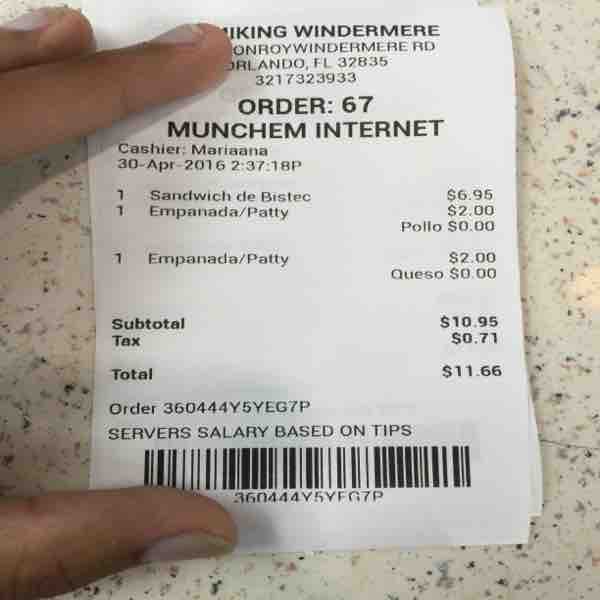 IKING WINDERMERE
ONROYWINDERMERE RD
ORLANDO, FL 32835
3217323933
ORDER: 67
MUNCHEM INTERNET
Cashier: Mariaana
30-Apr-2016 2:37:18P
1 Sandwich de Bistec $6.95
1 Empanada/Patty $2.00
Pollo $0.00
1 Empanada/Patty $2.00
Queso $0.00
Subtotal $10.95
Tax $0.71
Total $11.66
Order 360444Y5YEG7P
SERVERS SALARY BASED ON TIPS
360444Y5YEG7P